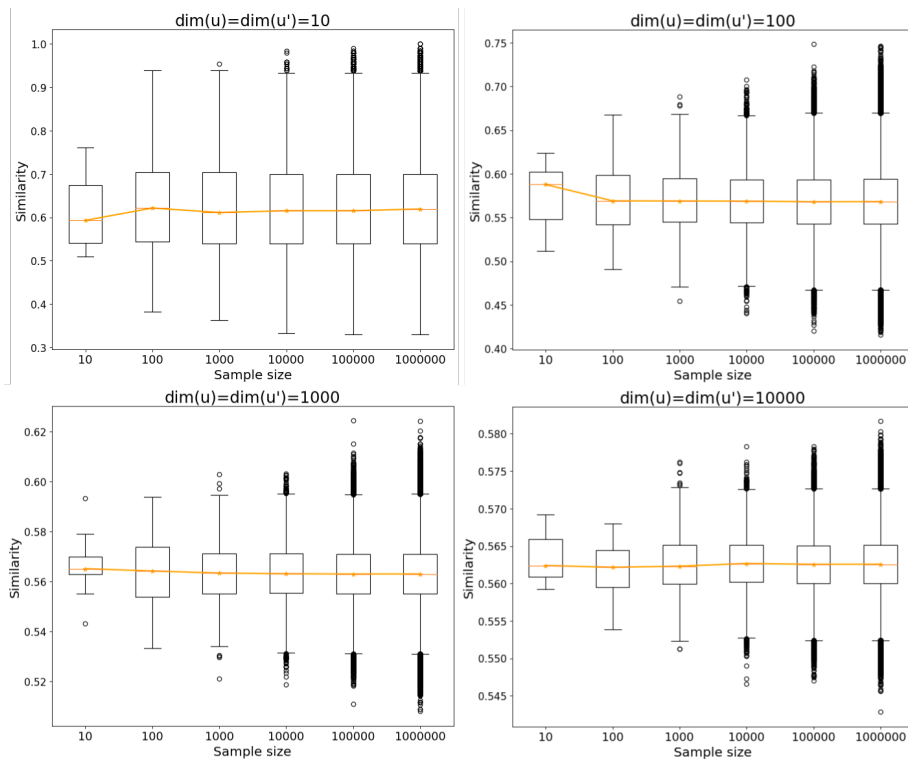 dim(u)=dim(u')=10
Similarity
1.0
0.9
0.8
0.7
0.6
0.5
0.4
0.3
10 100 1000 10000 100000 1000000
Sample size
dim(u)=dim(u')=100
Similarity
0.75
0.70
0.65
0.60
0.55
0.50
0.45
0.40
10 100 1000 10000 100000 1000000
Sample size
dim(u)=dim(u')=1000
Similarity
0.62
0.60
0.58
0.56
0.54
0.52
10 100 1000 10000 100000 1000000
Sample size
dim(u)=dim(u')=10000
Similarity
0.580
0.575
0.570
0.565
0.560
0.555
0.550
0.545
10 100 1000 10000 100000 1000000
Sample size